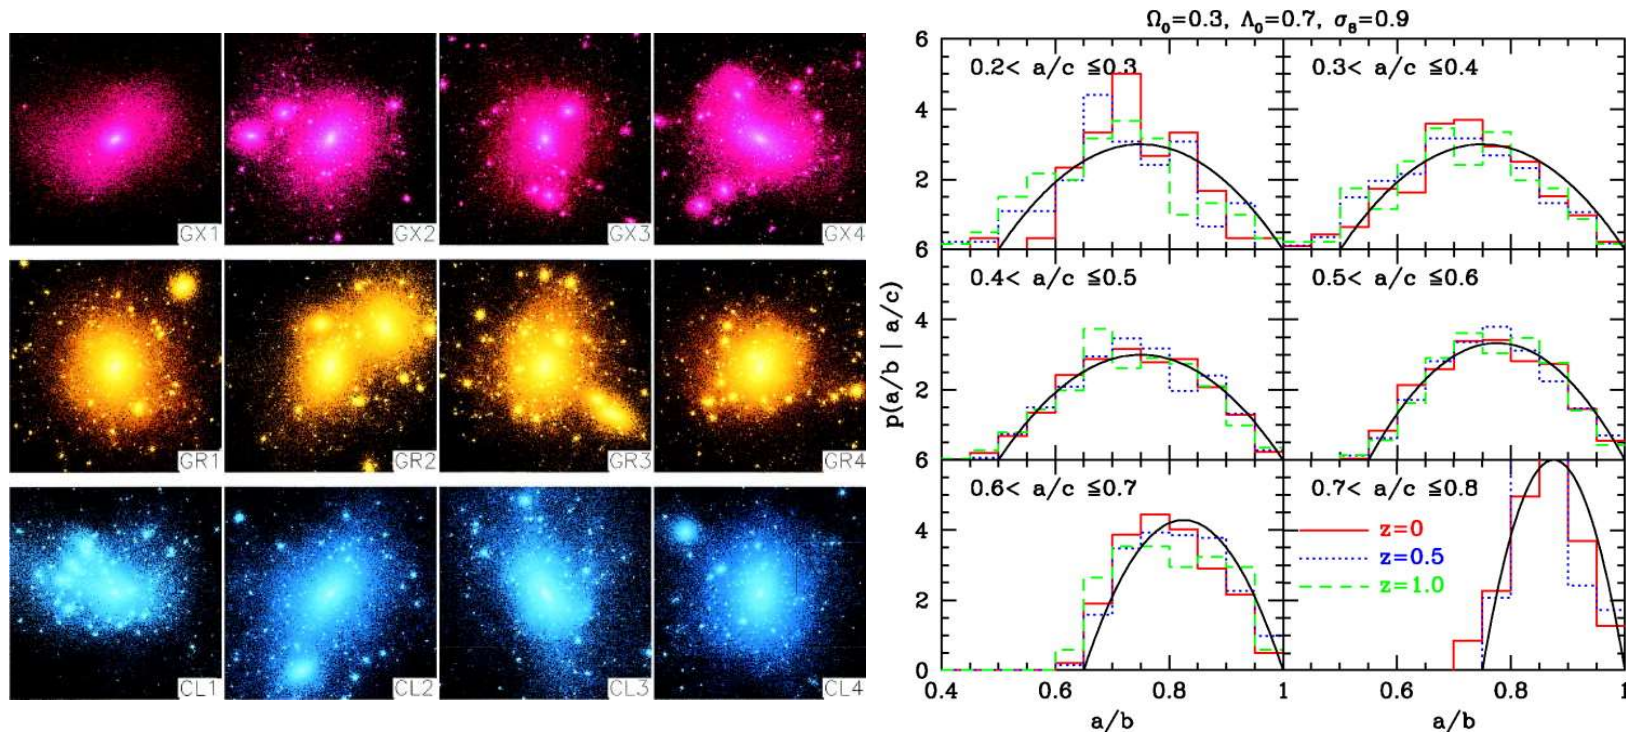 GX1 GX2 GX3 GX4
GR1 GR2 GR3 GR4
CL1 CL2 CL3 CL4
Ω₀=0.3, Λ₀=0.7, σ₈=0.9
6
0.2< a/c ≦0.3 0.3< a/c ≦0.4
4
2
6
0.4< a/c ≦0.5 0.5< a/c ≦0.6
4
p(a/b | a/c)
2
6
0.6< a/c ≦0.7 0.7< a/c ≦0.8
4
z=0
z=0.5
2
z=1.0
0
0.4 0.6 0.8 1 0.6 0.8 1
a/b a/b